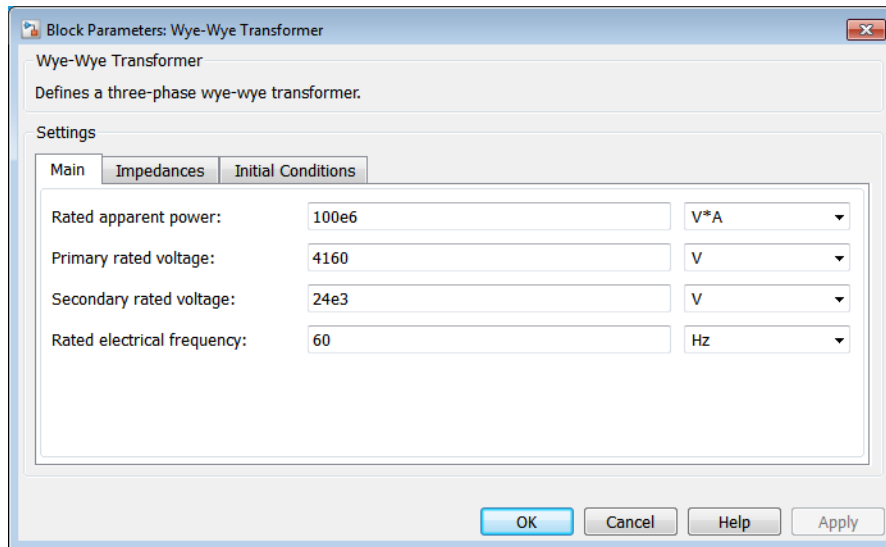 Block Parameters: Wye-Wye Transformer
Wye-Wye Transformer
Defines a three-phase wye-wye transformer.
Settings
Main Impedances Initial Conditions
Rated apparent power: 100e6 V*A
Primary rated voltage: 4160 V
Secondary rated voltage: 24e3 V
Rated electrical frequency: 60 Hz
OK Cancel Help Apply